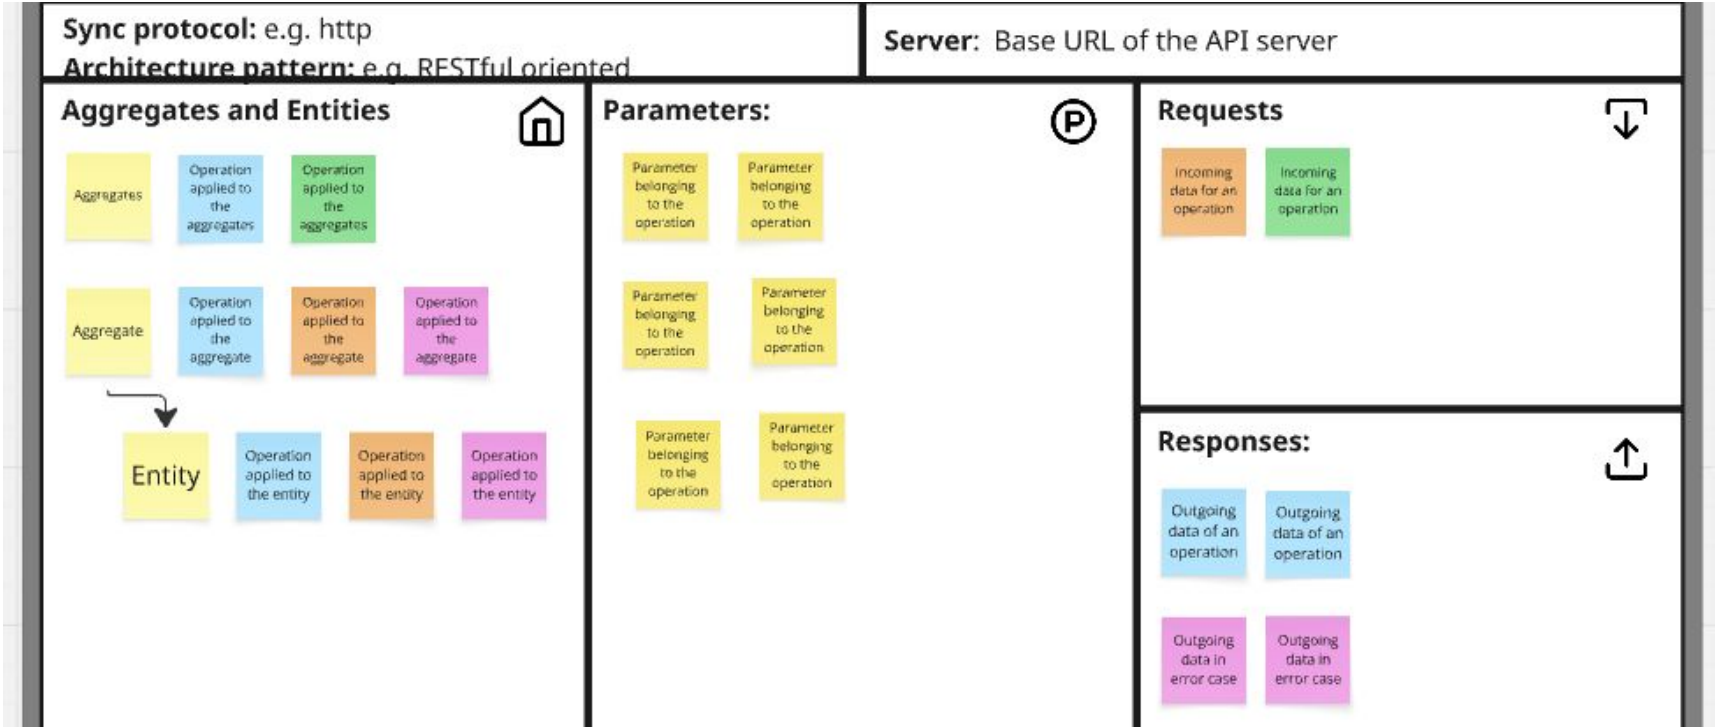 Sync protocol: e.g. http
Architecture pattern: e.g. RESTful oriented
Server: Base URL of the API server
Aggregates and Entities
Aggregates
Operation
applied to
the
aggregates
Operation
applied to
the
aggregates
Aggregate
Operation
applied to
the
aggregate
Operation
applied to
the
aggregate
Operation
applied to
the
aggregate
Entity
Operation
applied to
the entity
Operation
applied to
the entity
Operation
applied to
the entity
Parameters:
P
Parameter
belonging
to the
operation
Parameter
belonging
to the
operation
Parameter
belonging
to the
operation
Parameter
belonging
to the
operation
Parameter
belonging
to the
operation
Parameter
belonging
to the
operation
Requests
Incoming
data for an
operation
Incoming
data for an
operation
Responses:
Outgoing
data of an
operation
Outgoing
data of an
operation
Outgoing
data in
error case
Outgoing
data in
error case